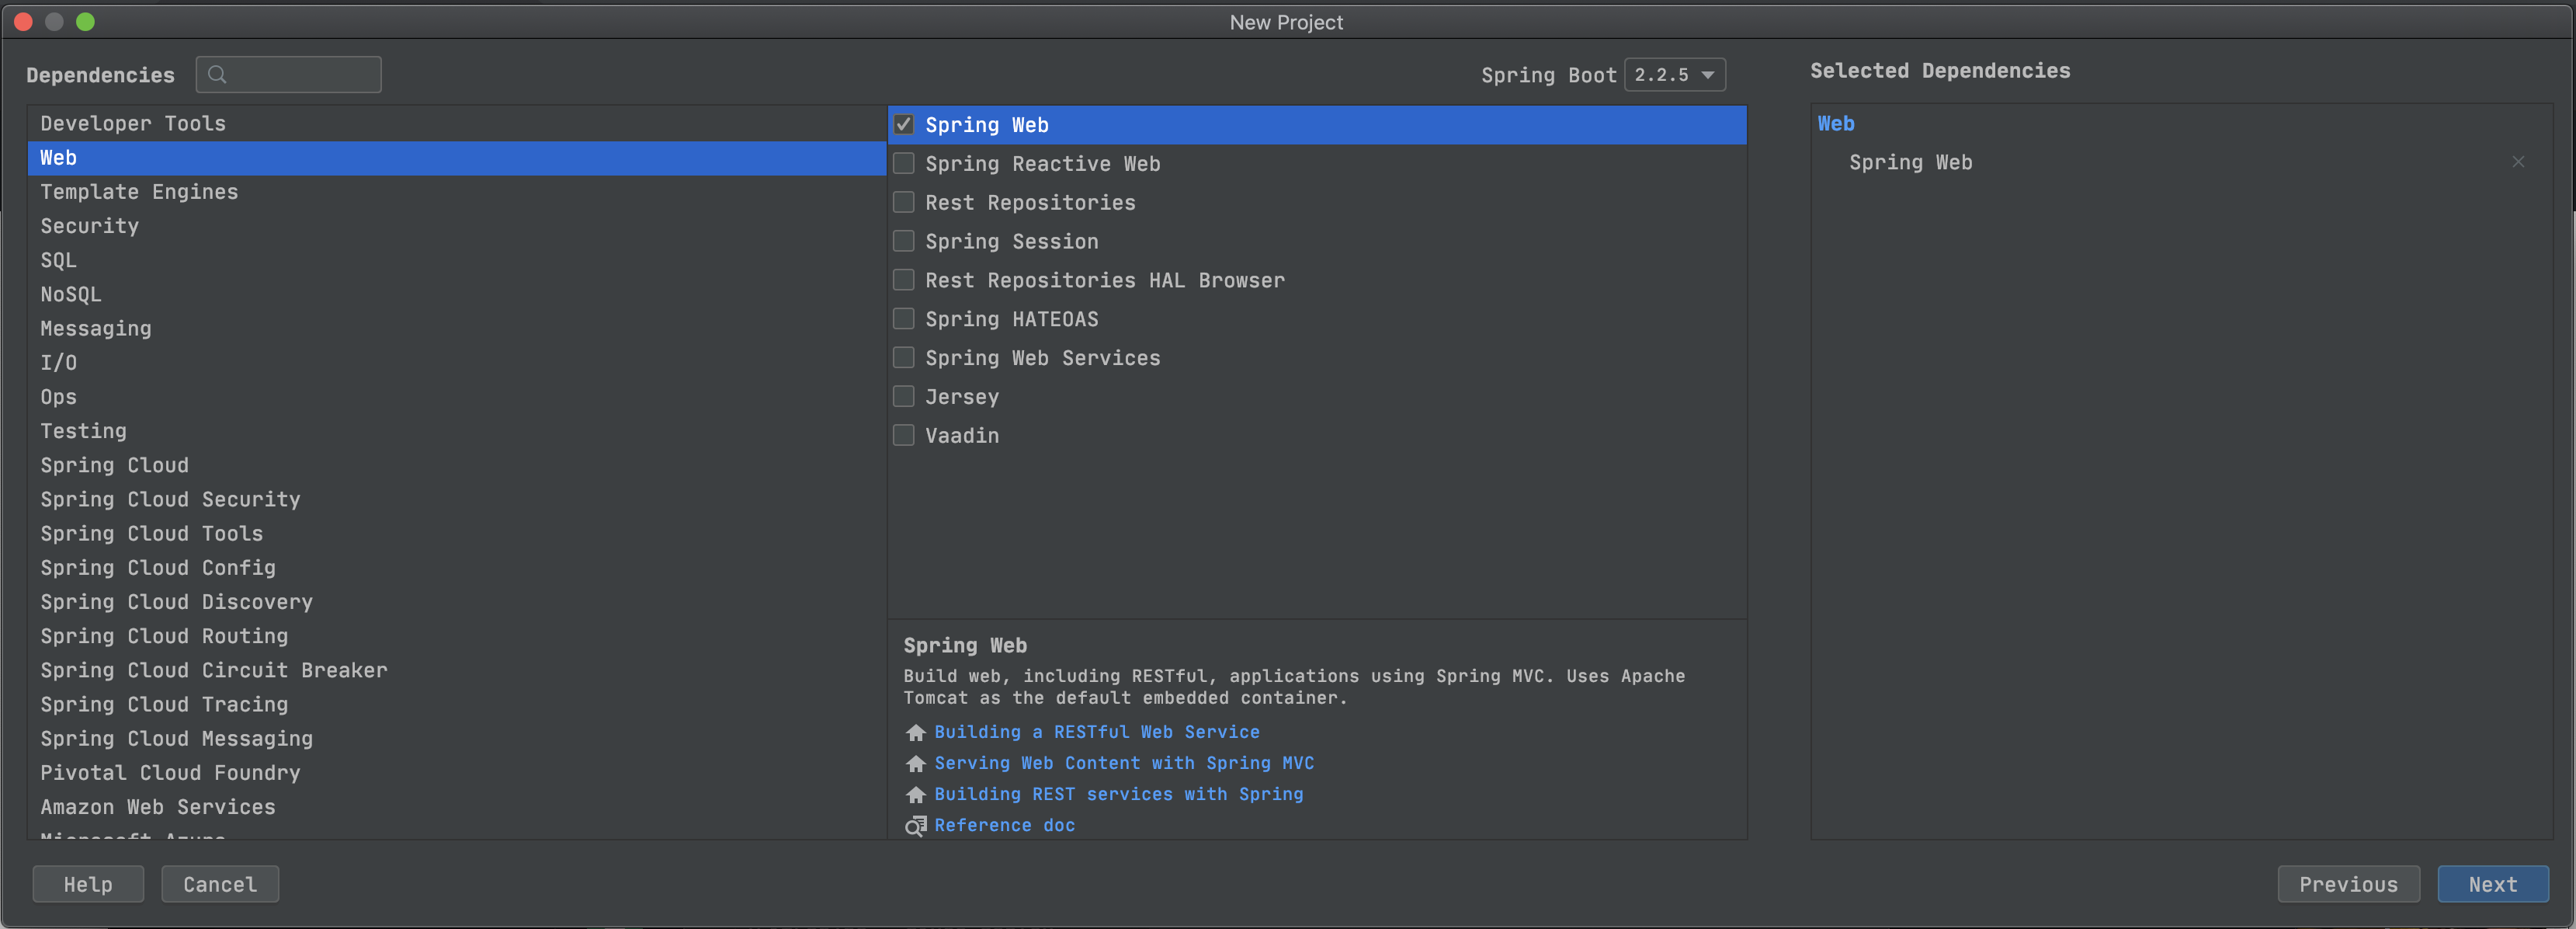 New Project
Dependencies
Spring Boot 2.2.5
Selected Dependencies
Developer Tools
Web
Template Engines
Security
SQL
NoSQL
Messaging
I/O
Ops
Testing
Spring Cloud
Spring Cloud Security
Spring Cloud Tools
Spring Cloud Config
Spring Cloud Discovery
Spring Cloud Routing
Spring Cloud Circuit Breaker
Spring Cloud Tracing
Spring Cloud Messaging
Pivotal Cloud Foundry
Amazon Web Services
Microsoft Azure
Spring Web
Spring Reactive Web
Rest Repositories
Spring Session
Rest Repositories HAL Browser
Spring HATEOAS
Spring Web Services
Jersey
Vaadin
Spring Web
Build web, including RESTful, applications using Spring MVC. Uses Apache
Tomcat as the default embedded container.
Building a RESTful Web Service
Serving Web Content with Spring MVC
Building REST services with Spring
Reference doc
Web
Spring Web
Help
Cancel
Previous
Next